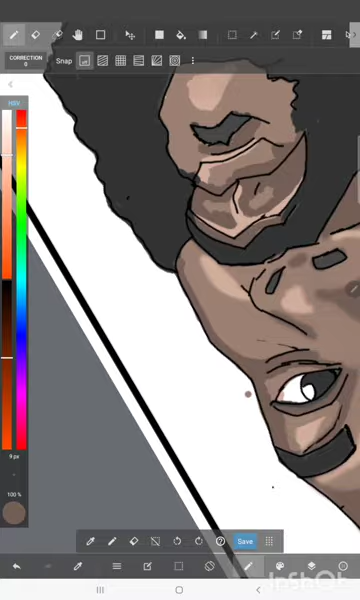 CORRECTION
0
Snap
HSV
9 px
100 %
Save
InShOt